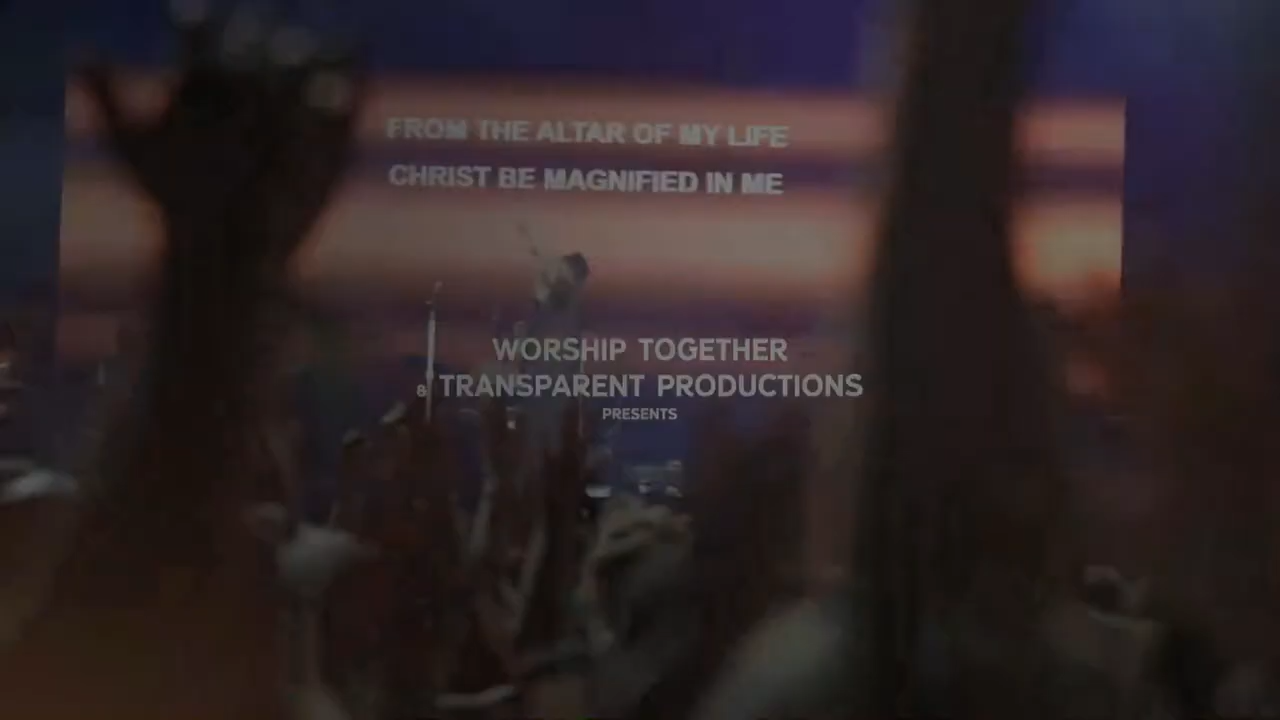 FROM THE ALTAR OF MY LIFE
CHRIST BE MAGNIFIED IN ME
WORSHIP TOGETHER
& TRANSPARENT PRODUCTIONS
PRESENTS